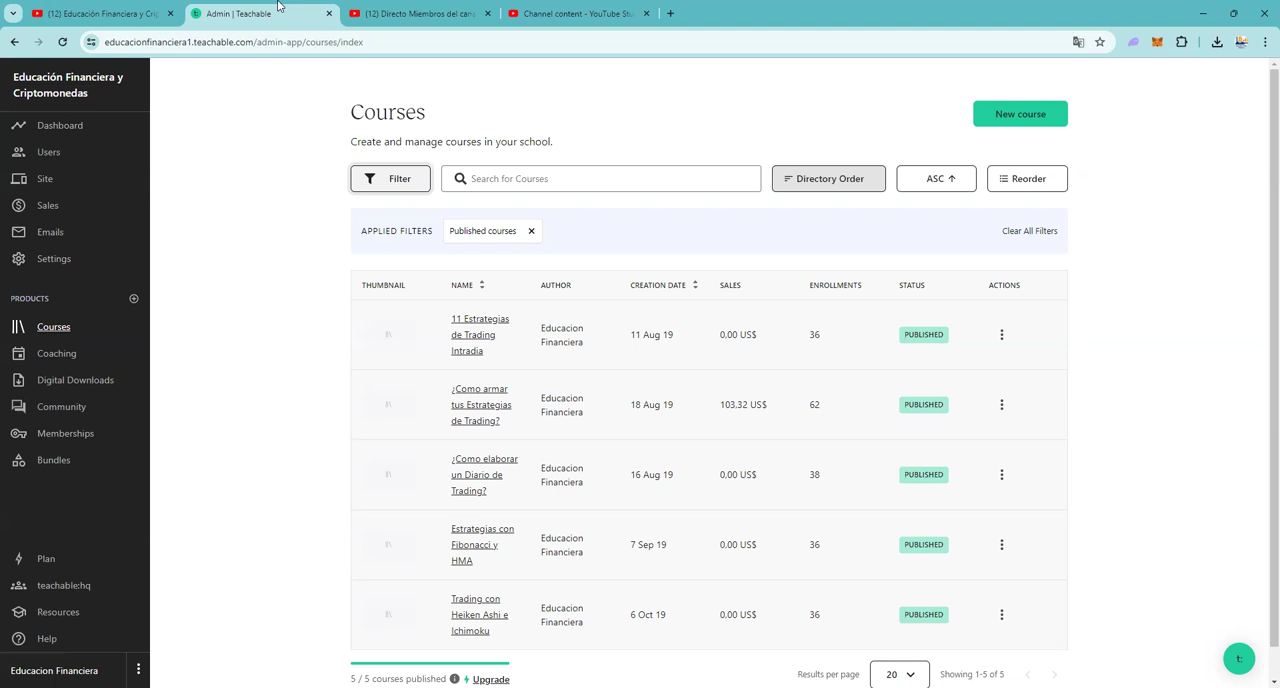 (12) Educación Financiera y Crip
Admin | Teachable
(12) Directo Miembros del cana
Channel content - YouTube Stu
educacionfinanciera1.teachable.com/admin-app/courses/index
Educación Financiera y
Criptomonedas
Dashboard
Users
Site
Sales
Emails
Settings
PRODUCTS
Courses
Coaching
Digital Downloads
Community
Memberships
Bundles
Plan
teachable:hq
Resources
Help
Educacion Financiera
Courses
New course
Create and manage courses in your school.
Filter
Search for Courses
Directory Order
ASC ↑
Reorder
APPLIED FILTERS
Published courses ×
Clear All Filters
THUMBNAIL NAME AUTHOR CREATION DATE SALES ENROLLMENTS STATUS ACTIONS
11 Estrategias
de Trading
Intradia
Educacion
Financiera
11 Aug 19
0,00 US$
36
PUBLISHED
¿Como armar
tus Estrategias
de Trading?
Educacion
Financiera
18 Aug 19
103,32 US$
62
PUBLISHED
¿Como elaborar
un Diario de
Trading?
Educacion
Financiera
16 Aug 19
0,00 US$
38
PUBLISHED
Estrategias con
Fibonacci y
HMA
Educacion
Financiera
7 Sep 19
0,00 US$
36
PUBLISHED
Trading con
Heiken Ashi e
Ichimoku
Educacion
Financiera
6 Oct 19
0,00 US$
36
PUBLISHED
5 / 5 courses published
Upgrade
Results per page
20
Showing 1-5 of 5
t: